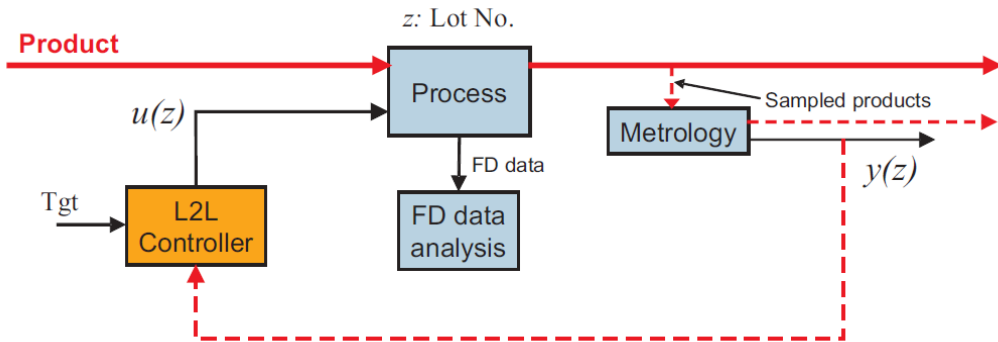 z: Lot No.
Product
Process
u(z)
Sampled products
Metrology
y(z)
FD data
Tgt
L2L
Controller
FD data
analysis